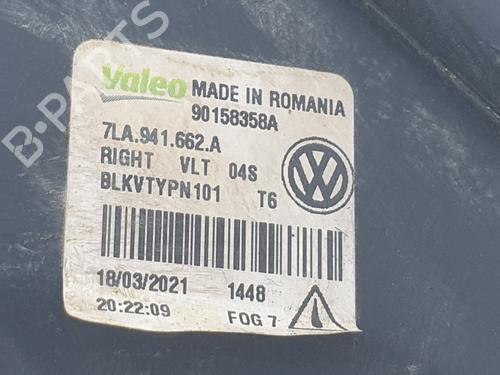 B-PARTS
Valeo MADE IN ROMANIA
90158358A
7LA.941.662.A
RIGHT VLT 04S
BLKVTYPN101 T6
18/03/2021 1448
20:22:09 FOG 7